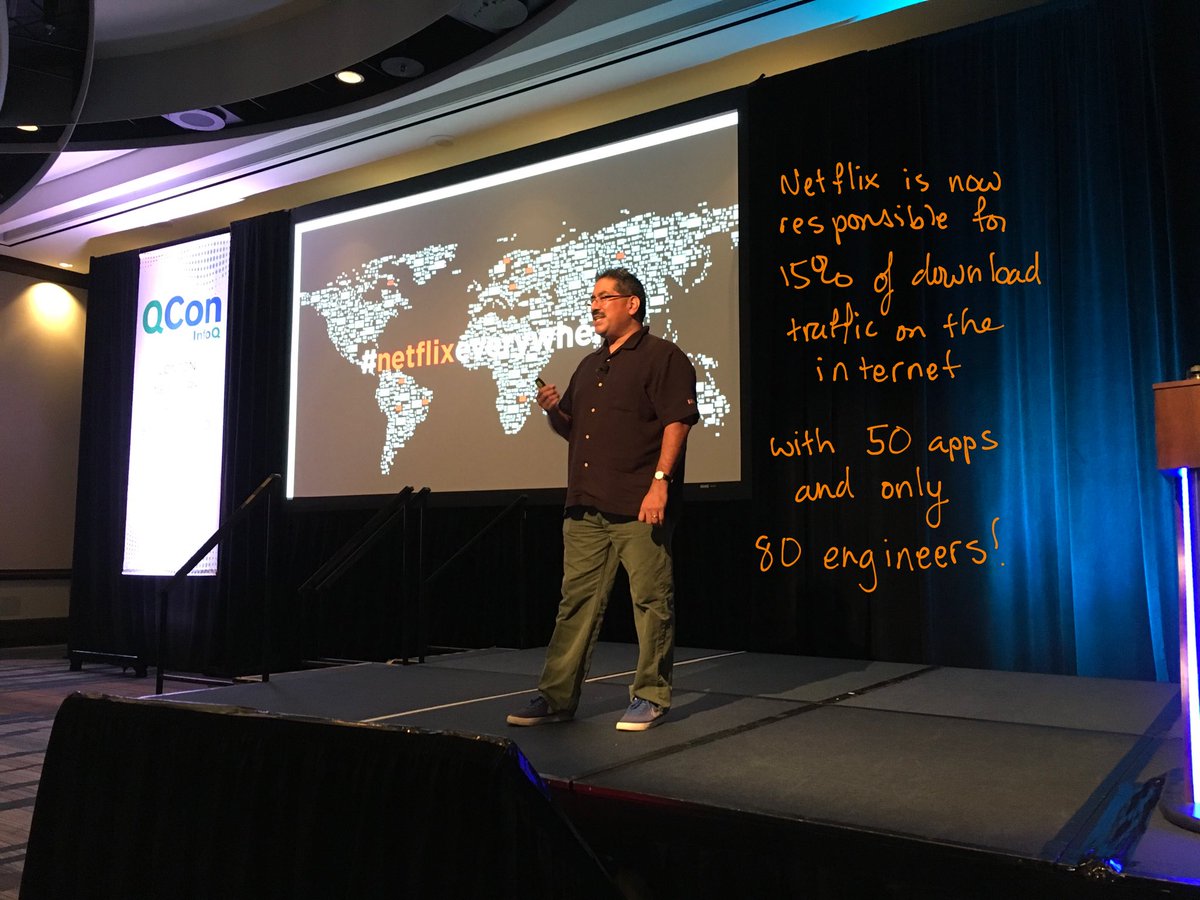 QCon
InfoQ
#netflixeverywhe
Netflix is now
responsible for
15% of download
traffic on the
internet
with 50 apps
and only
80 engineers!